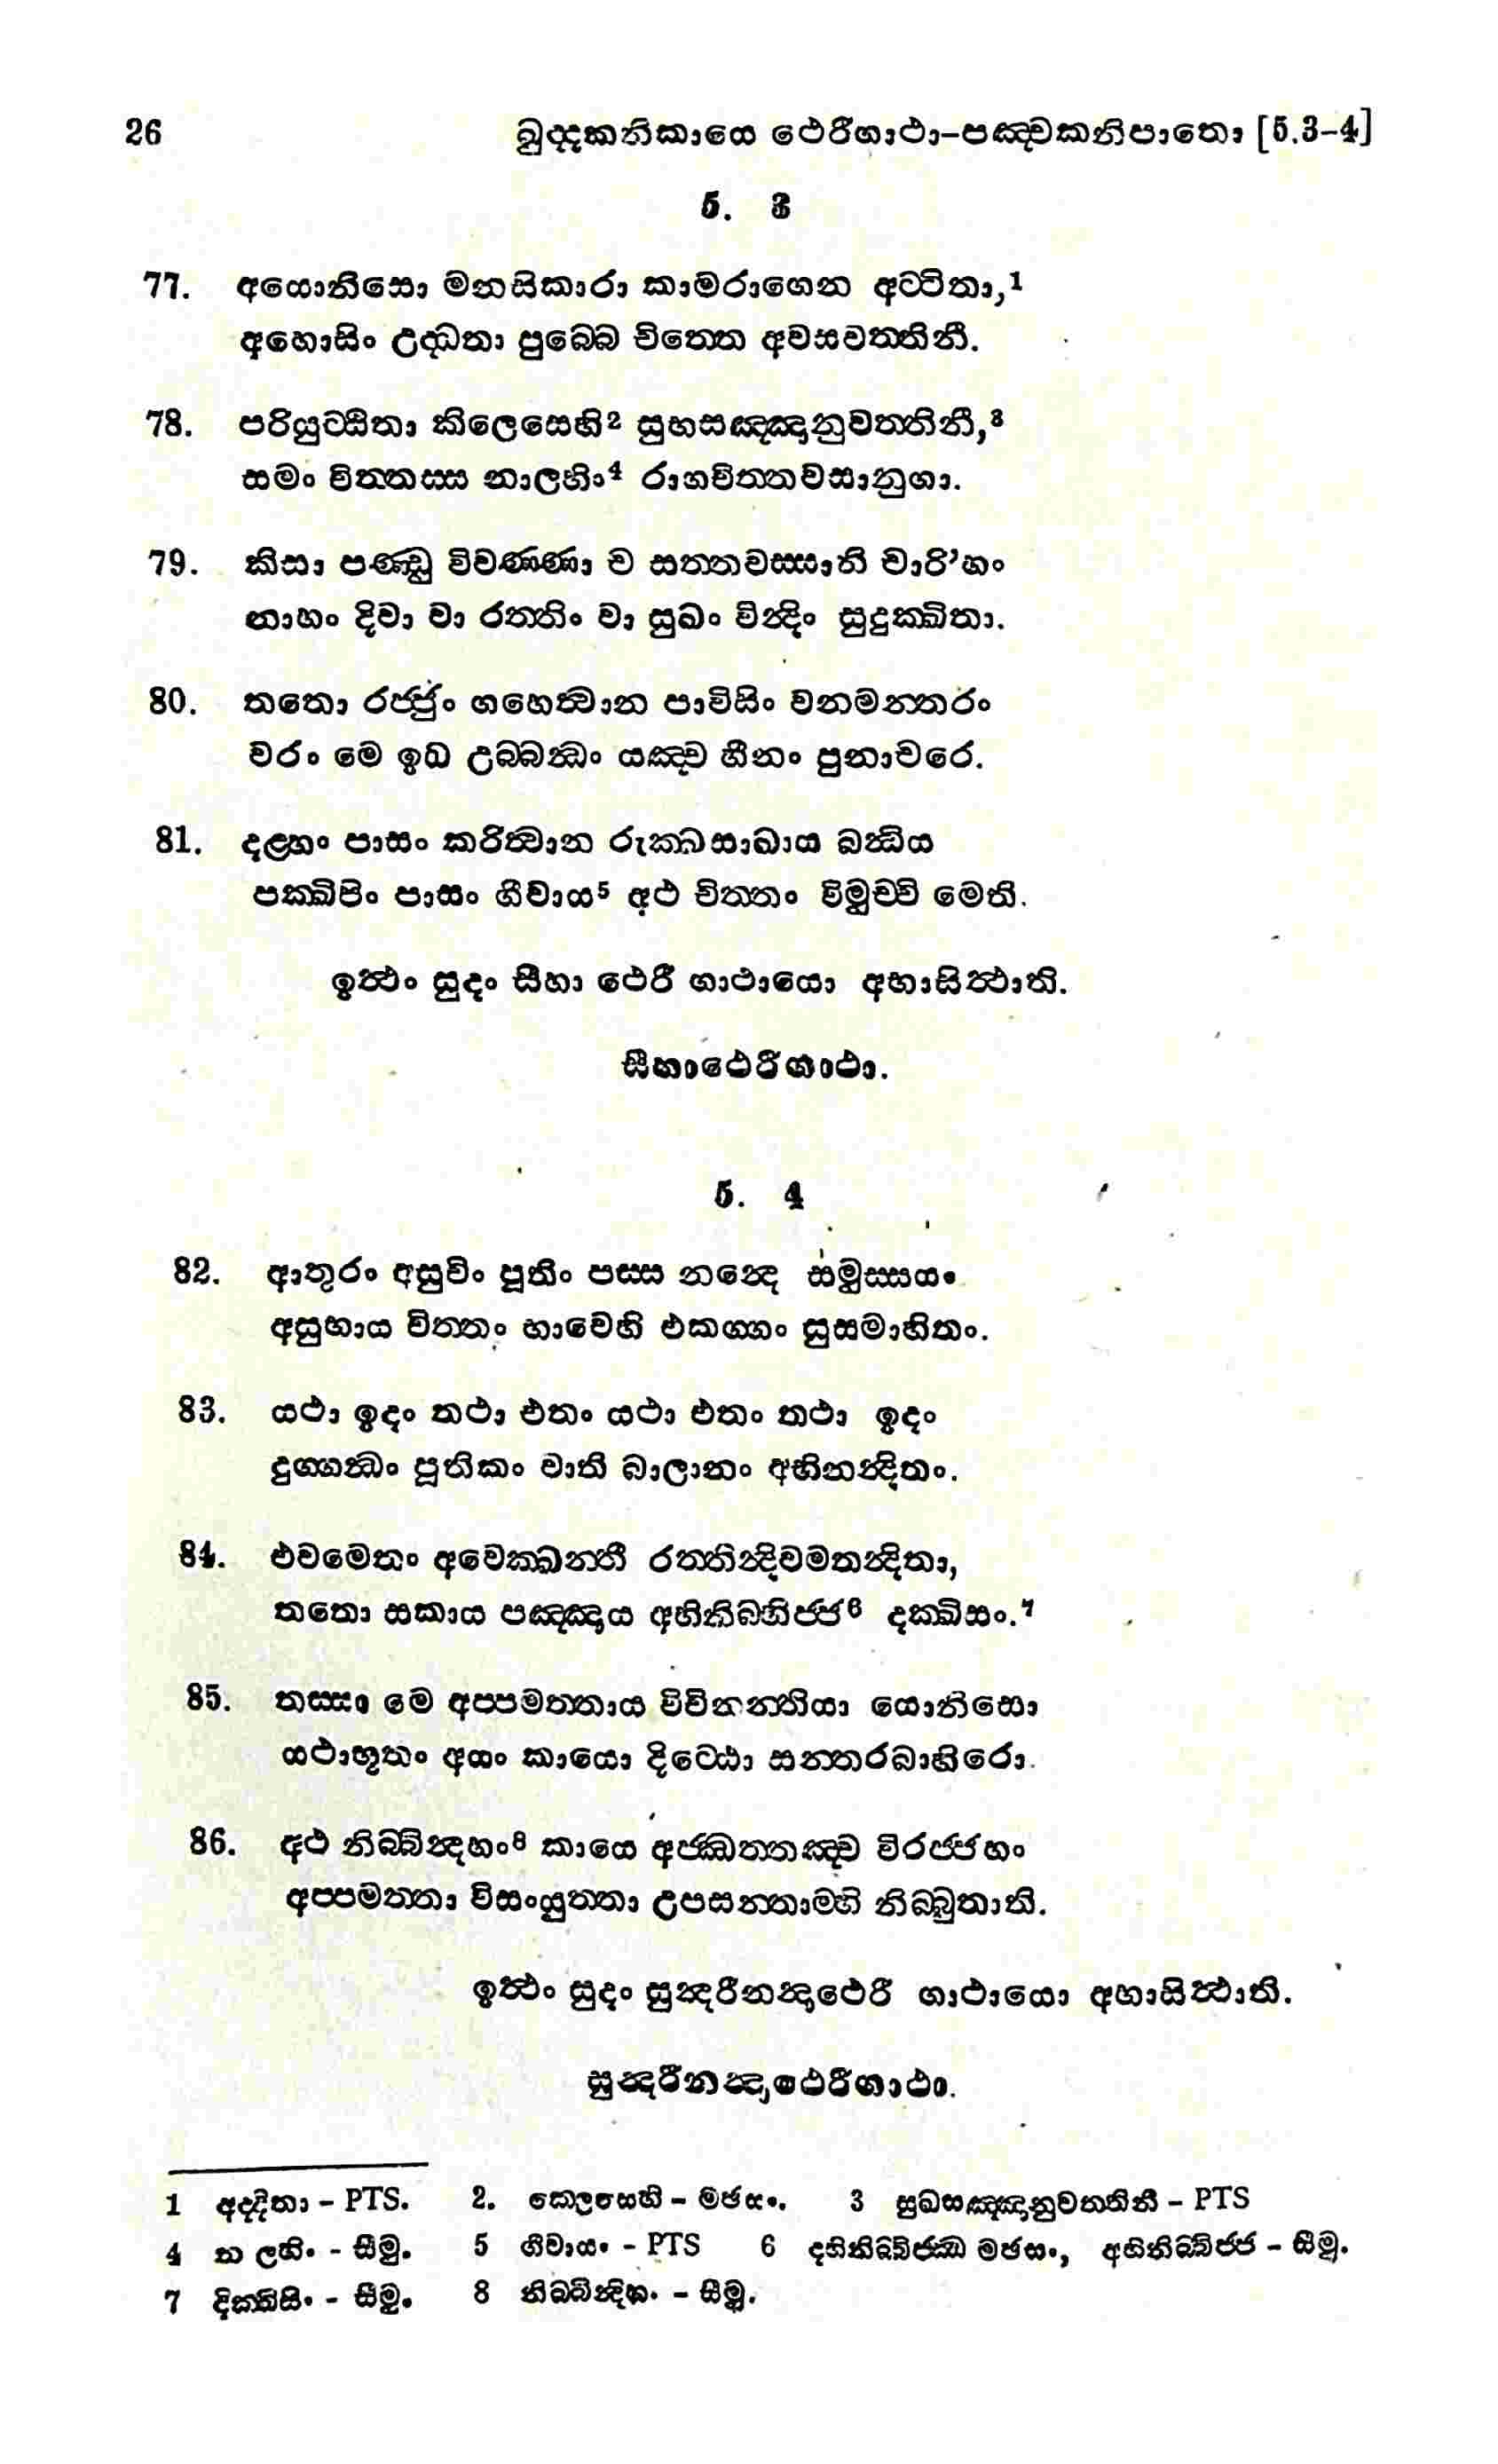 26 ඛුද්දකනිකායෙ ථෙරීගාථා-පඤ්චකනිපාතො [5.3-4]
5. 3
77. අයොනිසො මනසිකාරා කාමරාගෙන අට්ටිතා,1
අහොසිං උද්ධතා පුබ්බෙ චිත්තෙ අවසවත්තිනී.
78. පරියුට්ඨිතා කිලෙසෙහි2 සුභසඤ්ඤානුවත්තිනී,3
සමං චිත්තස්ස නාලභිං4 රාගචිත්තවසානුගා.
79. කිසා පණ්ඩු විවණ්ණා ච සත්තවස්සානි චාරි'හං
නාහං දිවා වා රත්තිං වා සුඛං වින්දිං සුදුක්ඛිතා.
80. තතො රජ්ජුං ගහෙත්වාන පාවිසිං වනමන්තරං
වරං මෙ ඉධ උබ්බන්ධං යඤ්ච හීනං පුනාචරෙ.
81. දළ්හං පාසං කරිත්වාන රුක්ඛසාඛාය බන්ධිය
පක්ඛිපිං පාසං ගීවාය5 අථ චිත්තං විමුච්චි මෙති.
ඉත්ථං සුදං සීහා ථෙරී ගාථායො අභාසිත්ථාති.
සීහාථෙරීගාථා.
5. 4
82. ආතුරං අසුචිං පූතිං පස්ස නන්දෙ සමුස්සයං
අසුභාය චිත්තං භාවෙහි එකග්ගං සුසමාහිතං.
83. යථා ඉදං තථා එතං යථා එතං තථා ඉදං
දුග්ගන්ධං පූතිකං වාති බාලානං අභිනන්දිතං.
84. එවමෙතං අවෙක්ඛන්තී රත්තින්දිවමතන්දිතා,
තතො සකාය පඤ්ඤාය අභිනිබ්භිජ්ජ6 දක්ඛිසං.7
85. තස්සා මෙ අප්පමත්තාය විචිනන්තියා යොනිසො
යථාභූතං අයං කායො දිට්ඨො සන්තරබාහිරො.
86. අථ නිබ්බින්දහං8 කායෙ අජ්ඣත්තඤ්ච විරජ්ජහං
අප්පමත්තා විසංයුත්තා උපසන්තාම්හි නිබ්බුතාති.
ඉත්ථං සුදං සුන්දරීනන්දාථෙරී ගාථායො අභාසිත්ථාති.
සුන්දරීනන්දාථෙරීගාථා.
1 අද්දිතා - PTS. 2. කෙලෙසෙහි - මඡසං. 3 සුඛසඤ්ඤානුවත්තිනී - PTS
4 න ලභිං - සීමු. 5 ගීවායං - PTS 6 දභිනිබ්බිජ්ඣ මඡසං, අභිනිබ්බිජ්ජ - සීමු.
7 දික්ඛිසිං - සීමු. 8 නිබ්බින්දිහං - සීමු.